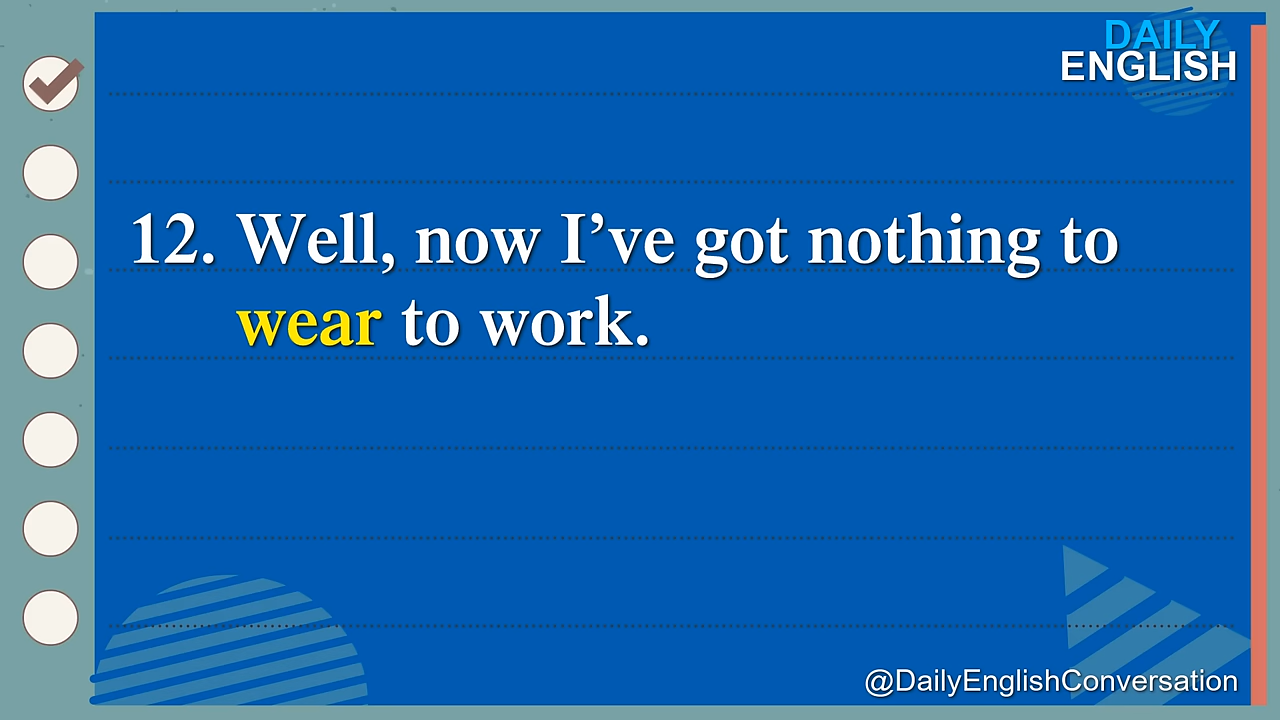 DAILY
ENGLISH
12. Well, now I’ve got nothing to
wear to work.
@DailyEnglishConversation